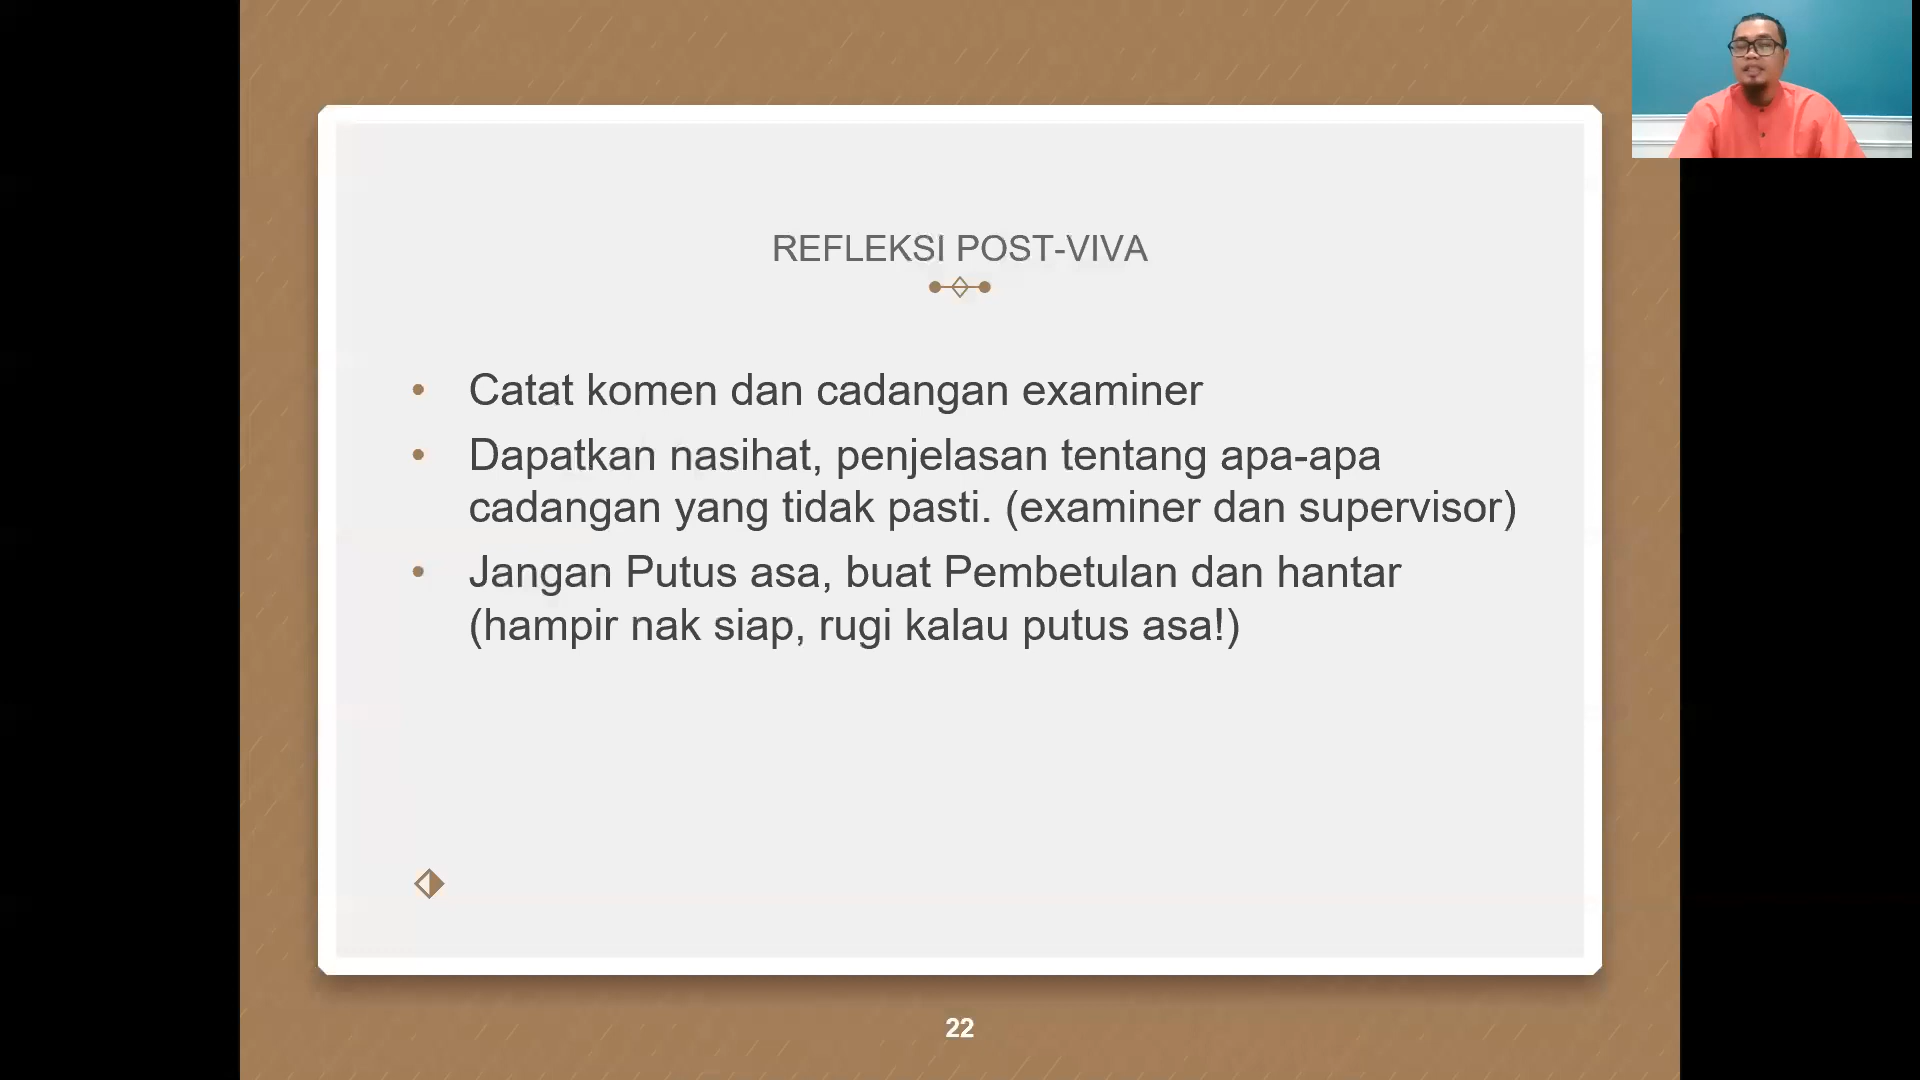 REFLEKSI POST-VIVA
• Catat komen dan cadangan examiner
• Dapatkan nasihat, penjelasan tentang apa-apa
cadangan yang tidak pasti. (examiner dan supervisor)
• Jangan Putus asa, buat Pembetulan dan hantar
(hampir nak siap, rugi kalau putus asa!)
22